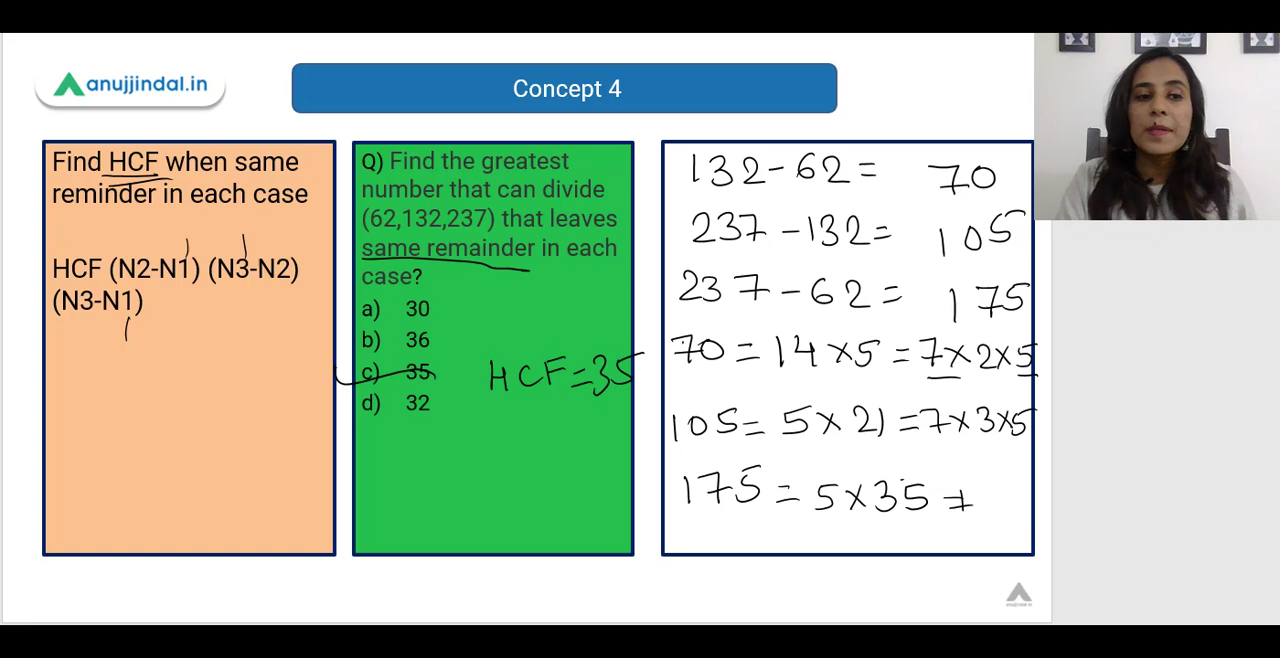 anujjindal.in
Concept 4
Find HCF when same
reminder in each case
HCF (N2-N1) (N3-N2)
(N3-N1)
Q) Find the greatest
number that can divide
(62,132,237) that leaves
same remainder in each
case?
a) 30
b) 36
c) 35
d) 32
HCF=35
132-62= 70
237-132= 105
237-62= 175
70=14×5=7×2×5
105=5×21=7×3×5
175=5×35=